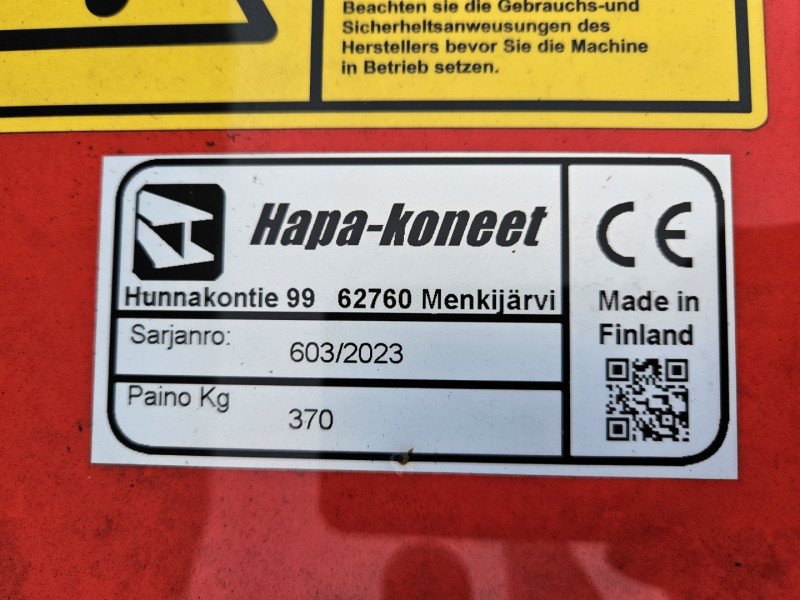 Beachten sie die Gebrauchs-und
Sicherheitsanweusungen des
Herstellers bevor Sie die Machine
in Betrieb setzen.
Hapa-koneet
Hunnakontie 99 62760 Menkijärvi
Sarjanro: 603/2023
Paino Kg 370
CE
Made in
Finland